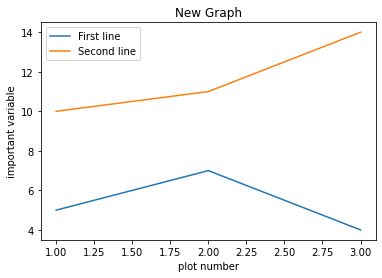 New Graph
First line
Second line
important variable
14
12
10
8
6
4
1.00 1.25 1.50 1.75 2.00 2.25 2.50 2.75 3.00
plot number